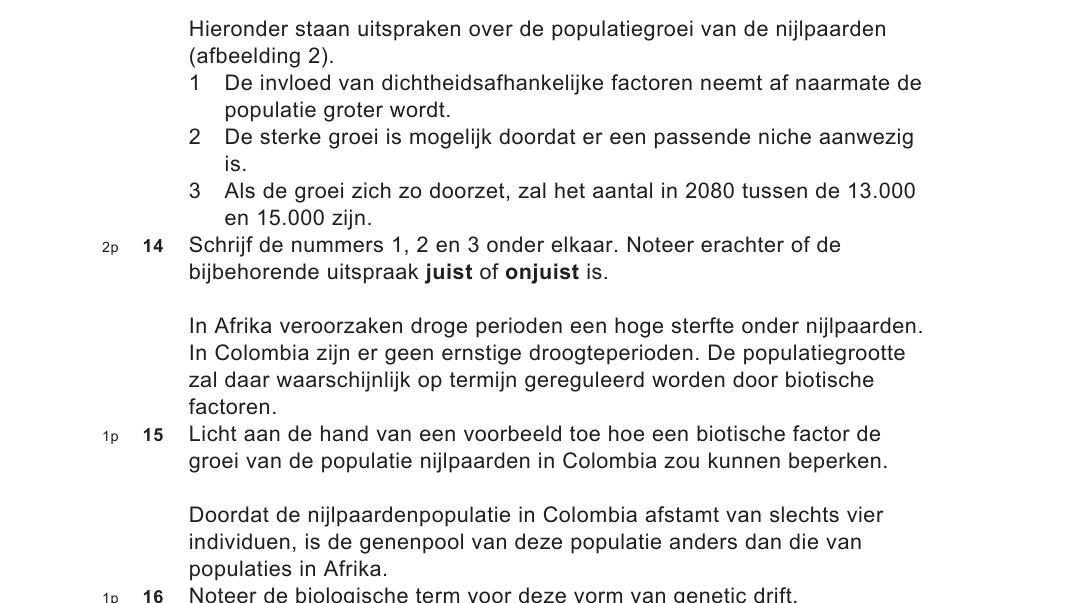 Hieronder staan uitspraken over de populatiegroei van de nijlpaarden
(afbeelding 2).
1 De invloed van dichtheidsafhankelijke factoren neemt af naarmate de
populatie groter wordt.
2 De sterke groei is mogelijk doordat er een passende niche aanwezig
is.
3 Als de groei zich zo doorzet, zal het aantal in 2080 tussen de 13.000
en 15.000 zijn.
2p 14 Schrijf de nummers 1, 2 en 3 onder elkaar. Noteer erachter of de
bijbehorende uitspraak juist of onjuist is.
In Afrika veroorzaken droge perioden een hoge sterfte onder nijlpaarden.
In Colombia zijn er geen ernstige droogteperioden. De populatiegrootte
zal daar waarschijnlijk op termijn gereguleerd worden door biotische
factoren.
1p 15 Licht aan de hand van een voorbeeld toe hoe een biotische factor de
groei van de populatie nijlpaarden in Colombia zou kunnen beperken.
Doordat de nijlpaardenpopulatie in Colombia afstamt van slechts vier
individuen, is de genenpool van deze populatie anders dan die van
populaties in Afrika.
1p 16 Noteer de biologische term voor deze vorm van genetic drift.